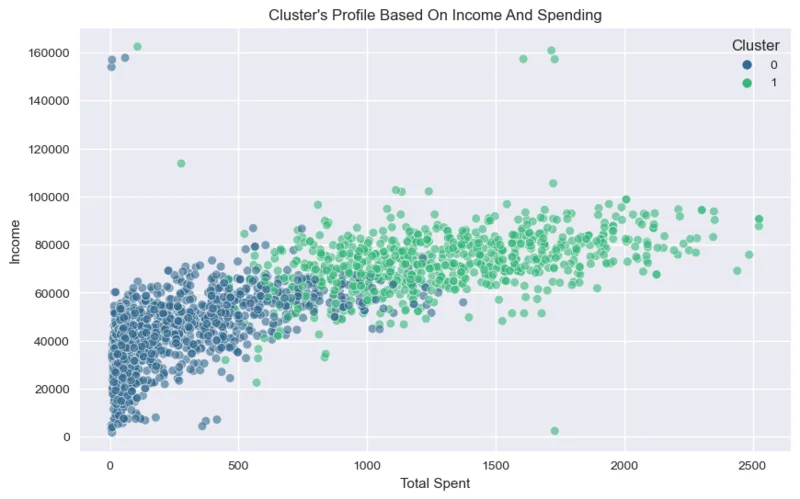 Cluster's Profile Based On Income And Spending
Cluster
0
1
160000
140000
120000
100000
80000
60000
40000
20000
0
Income
0 500 1000 1500 2000 2500
Total Spent